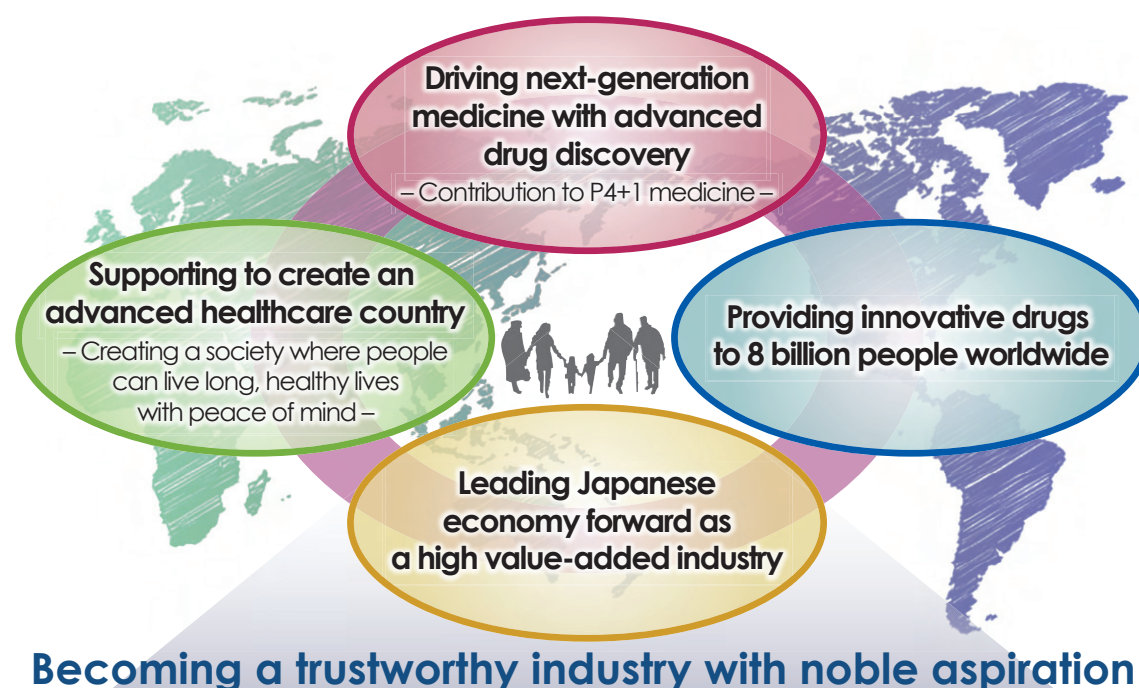 Driving next-generation
medicine with advanced
drug discovery
– Contribution to P4+1 medicine –
Supporting to create an
advanced healthcare country
– Creating a society where people
can live long, healthy lives
with peace of mind –
Providing innovative drugs
to 8 billion people worldwide
Leading Japanese
economy forward as
a high value-added industry
Becoming a trustworthy industry with noble aspiration